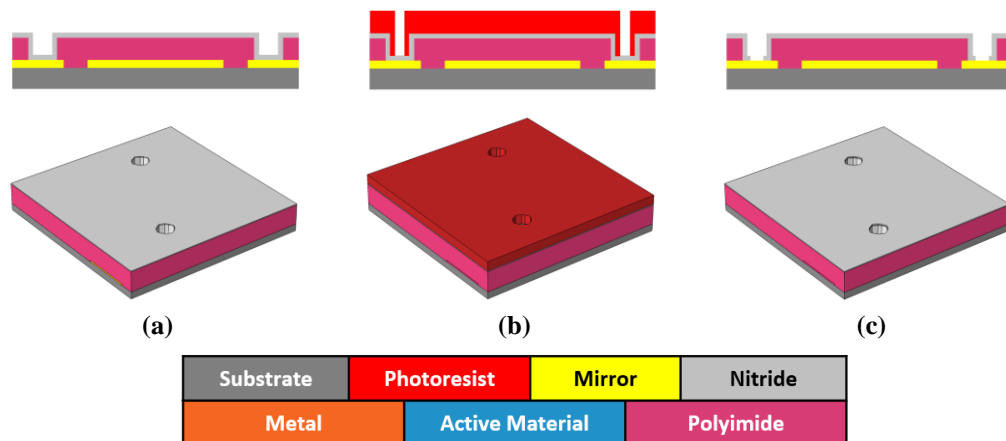 (a) (b) (c)
Substrate Photoresist Mirror Nitride
Metal Active Material Polyimide